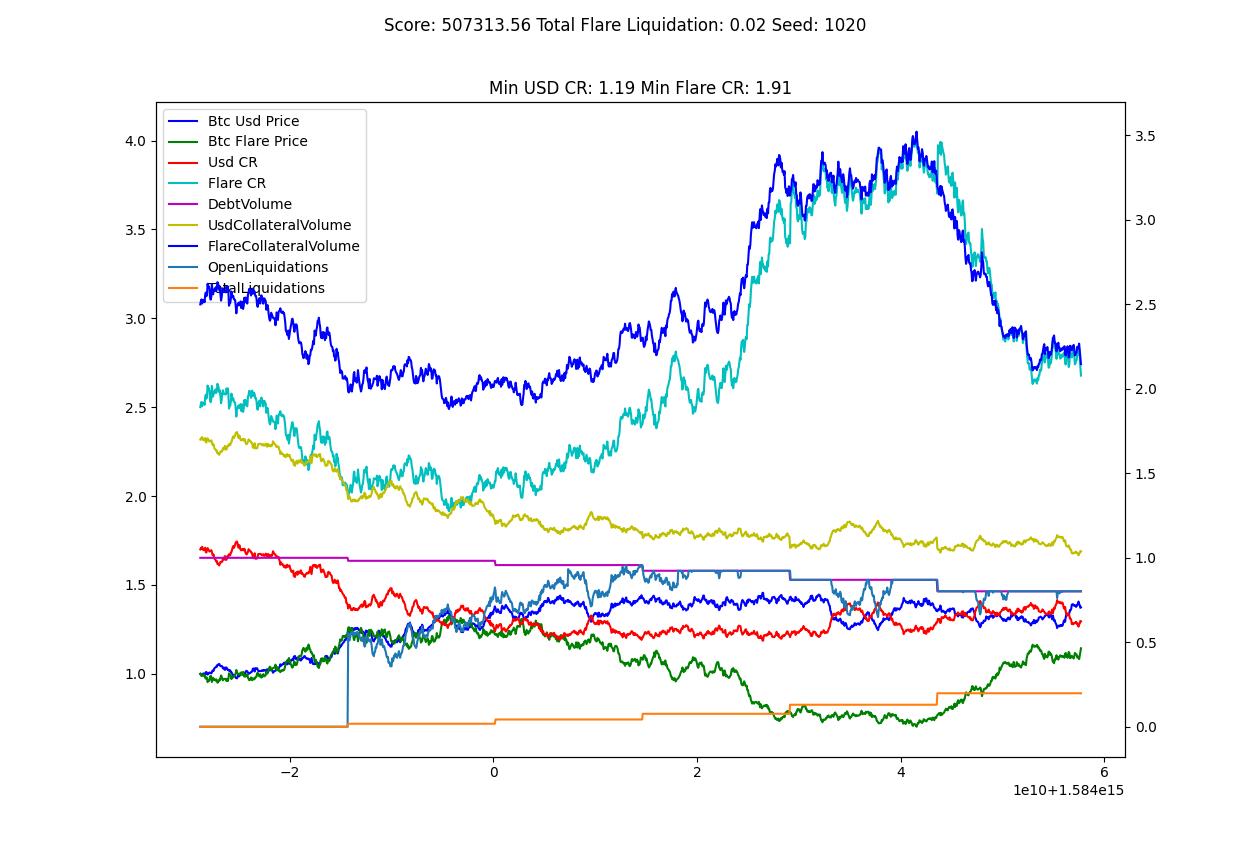 Score: 507313.56 Total Flare Liquidation: 0.02 Seed: 1020
Min USD CR: 1.19 Min Flare CR: 1.91
Btc Usd Price
Btc Flare Price
Usd CR
Flare CR
DebtVolume
UsdCollateralVolume
FlareCollateralVolume
OpenLiquidations
TotalLiquidations
4.0
3.5
3.0
2.5
2.0
1.5
1.0
3.5
3.0
2.5
2.0
1.5
1.0
0.5
0.0
−2 0 2 4 6
1e10+1.584e15